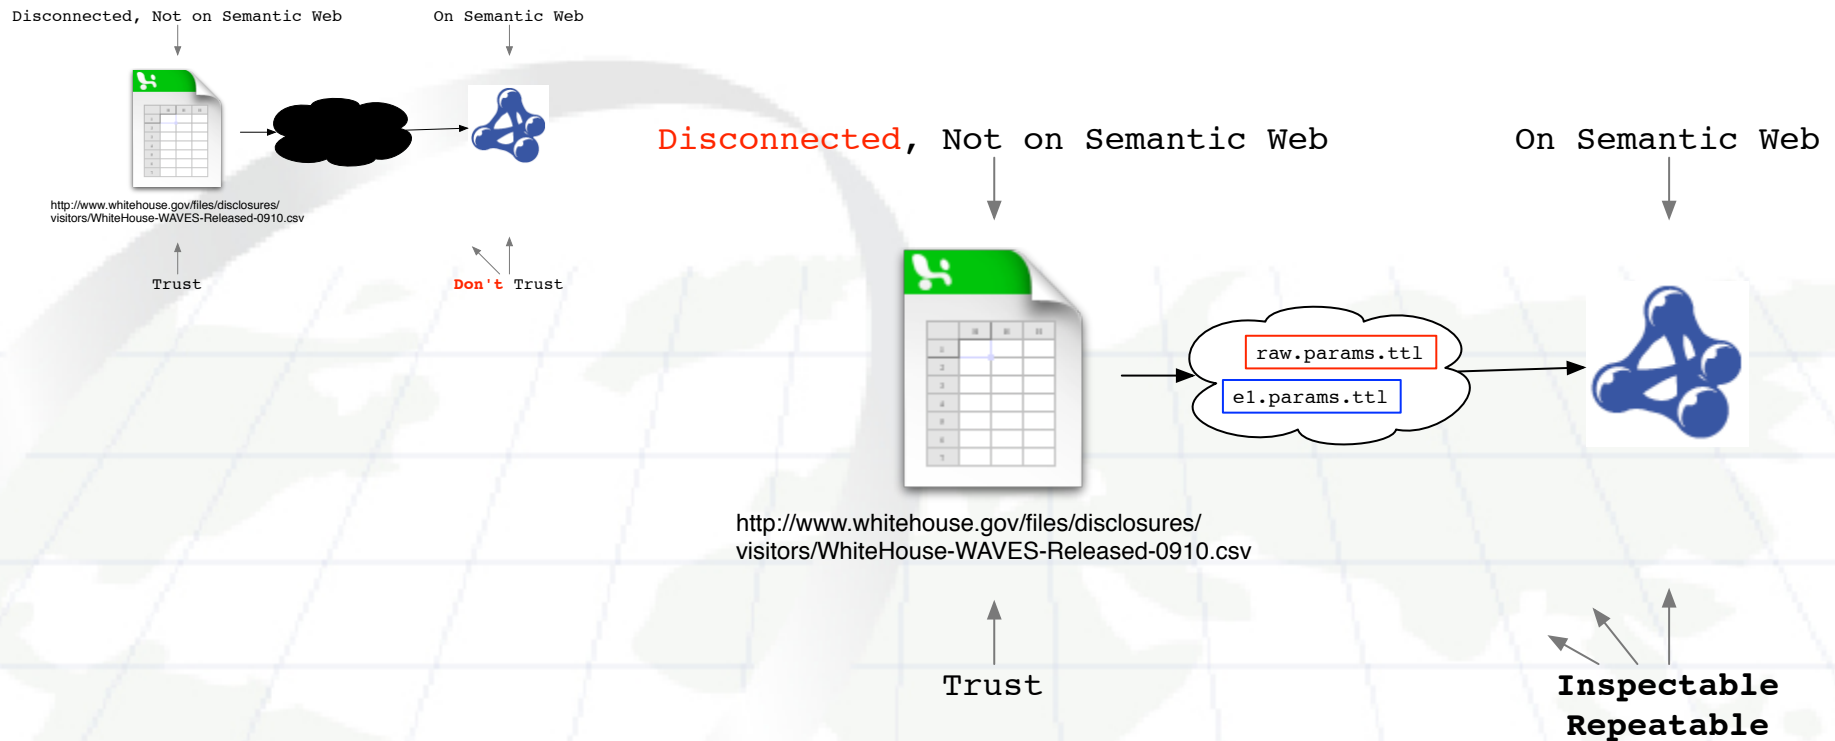 Disconnected, Not on Semantic Web
On Semantic Web
http://www.whitehouse.gov/files/disclosures/
visitors/WhiteHouse-WAVES-Released-0910.csv
Trust
Don't Trust
Disconnected, Not on Semantic Web
On Semantic Web
raw.params.ttl
e1.params.ttl
http://www.whitehouse.gov/files/disclosures/
visitors/WhiteHouse-WAVES-Released-0910.csv
Trust
Inspectable
Repeatable